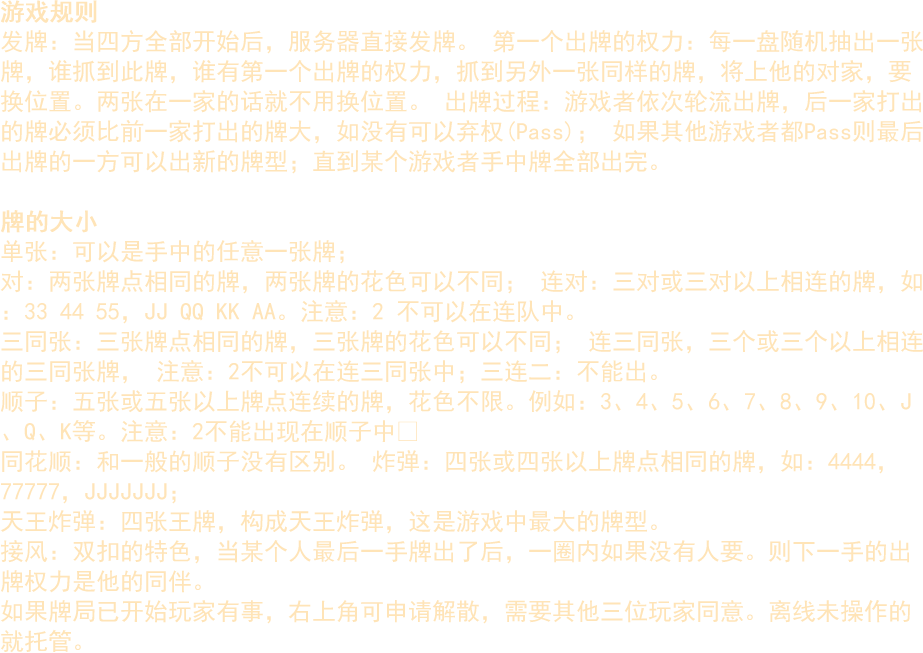 游戏规则
发牌：当四方全部开始后，服务器直接发牌。 第一个出牌的权力：每一盘随机抽出一张
牌，谁抓到此牌，谁有第一个出牌的权力，抓到另外一张同样的牌，将上他的对家，要
换位置。两张在一家的话就不用换位置。 出牌过程：游戏者依次轮流出牌，后一家打出
的牌必须比前一家打出的牌大，如没有可以弃权(Pass)； 如果其他游戏者都Pass则最后
出牌的一方可以出新的牌型；直到某个游戏者手中牌全部出完。
牌的大小
单张：可以是手中的任意一张牌；
对：两张牌点相同的牌，两张牌的花色可以不同； 连对：三对或三对以上相连的牌，如
：33 44 55，JJ QQ KK AA。注意：2 不可以在连队中。
三同张：三张牌点相同的牌，三张牌的花色可以不同； 连三同张，三个或三个以上相连
的三同张牌， 注意：2不可以在连三同张中；三连二：不能出。
顺子：五张或五张以上牌点连续的牌，花色不限。例如：3、4、5、6、7、8、9、10、J
、Q、K等。注意：2不能出现在顺子中□
同花顺：和一般的顺子没有区别。 炸弹：四张或四张以上牌点相同的牌，如：4444，
77777，JJJJJJJ；
天王炸弹：四张王牌，构成天王炸弹，这是游戏中最大的牌型。
接风：双扣的特色，当某个人最后一手牌出了后，一圈内如果没有人要。则下一手的出
牌权力是他的同伴。
如果牌局已开始玩家有事，右上角可申请解散，需要其他三位玩家同意。离线未操作的
就托管。